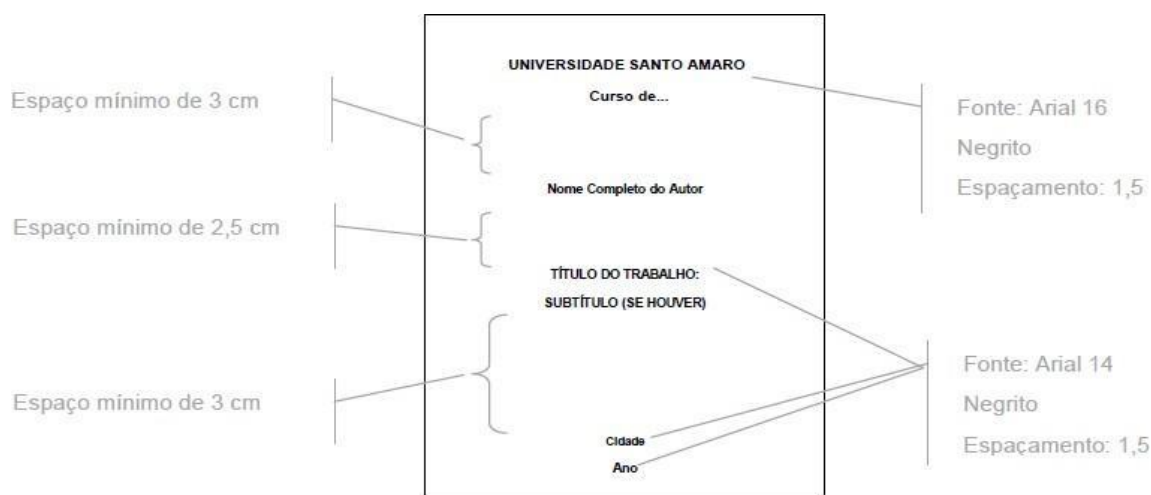 UNIVERSIDADE SANTO AMARO
Curso de...
Espaço mínimo de 3 cm
Fonte: Arial 16
Negrito
Espaçamento: 1,5
Nome Completo do Autor
Espaço mínimo de 2,5 cm
TÍTULO DO TRABALHO:
SUBTÍTULO (SE HOUVER)
Espaço mínimo de 3 cm
Fonte: Arial 14
Negrito
Espaçamento: 1,5
Cidade
Ano